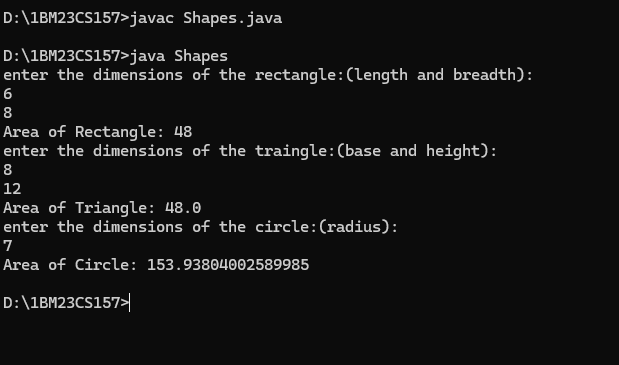 D:\1BM23CS157>javac Shapes.java
D:\1BM23CS157>java Shapes
enter the dimensions of the rectangle:(length and breadth):
6
8
Area of Rectangle: 48
enter the dimensions of the traingle:(base and height):
8
12
Area of Triangle: 48.0
enter the dimensions of the circle:(radius):
7
Area of Circle: 153.93804002589985
D:\1BM23CS157>